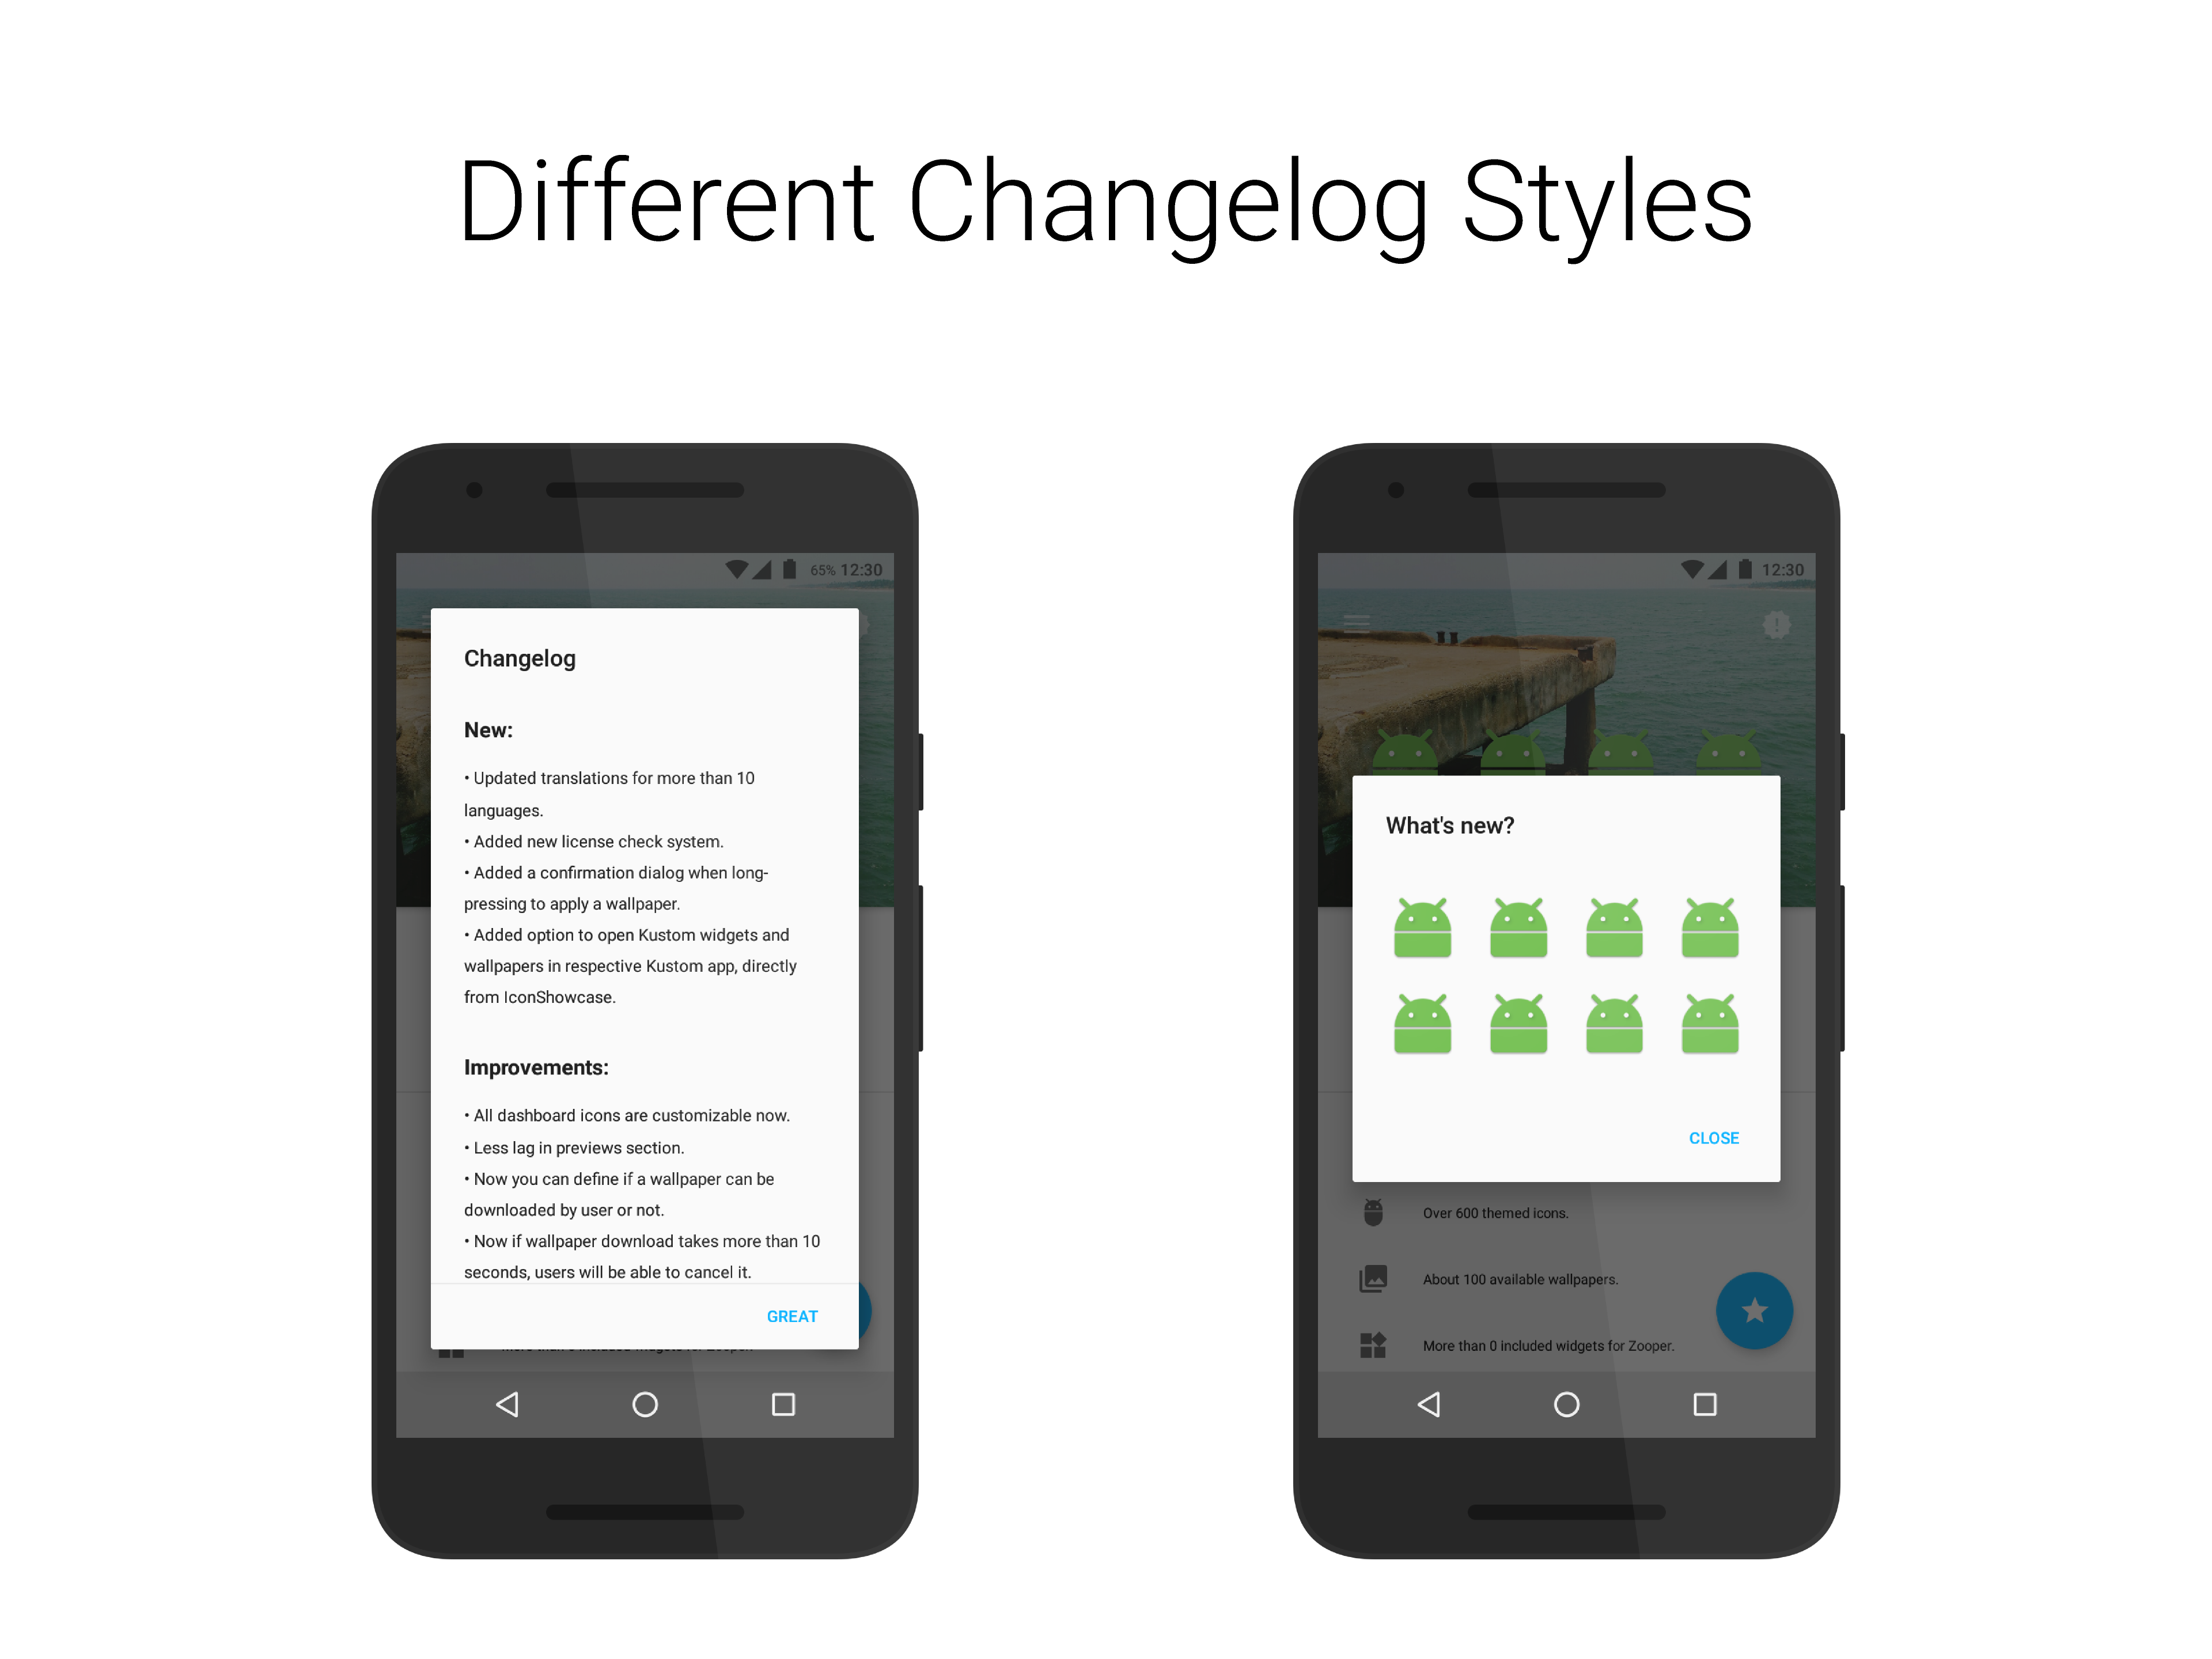 Different Changelog Styles
65% 12:30
Changelog
New:
• Updated translations for more than 10
languages.
• Added new license check system.
• Added a confirmation dialog when long-
pressing to apply a wallpaper.
• Added option to open Kustom widgets and
wallpapers in respective Kustom app, directly
from IconShowcase.
Improvements:
• All dashboard icons are customizable now.
• Less lag in previews section.
• Now you can define if a wallpaper can be
downloaded by user or not.
• Now if wallpaper download takes more than 10
seconds, users will be able to cancel it.
GREAT
12:30
What's new?
CLOSE
Over 600 themed icons.
About 100 available wallpapers.
More than 0 included widgets for Zooper.